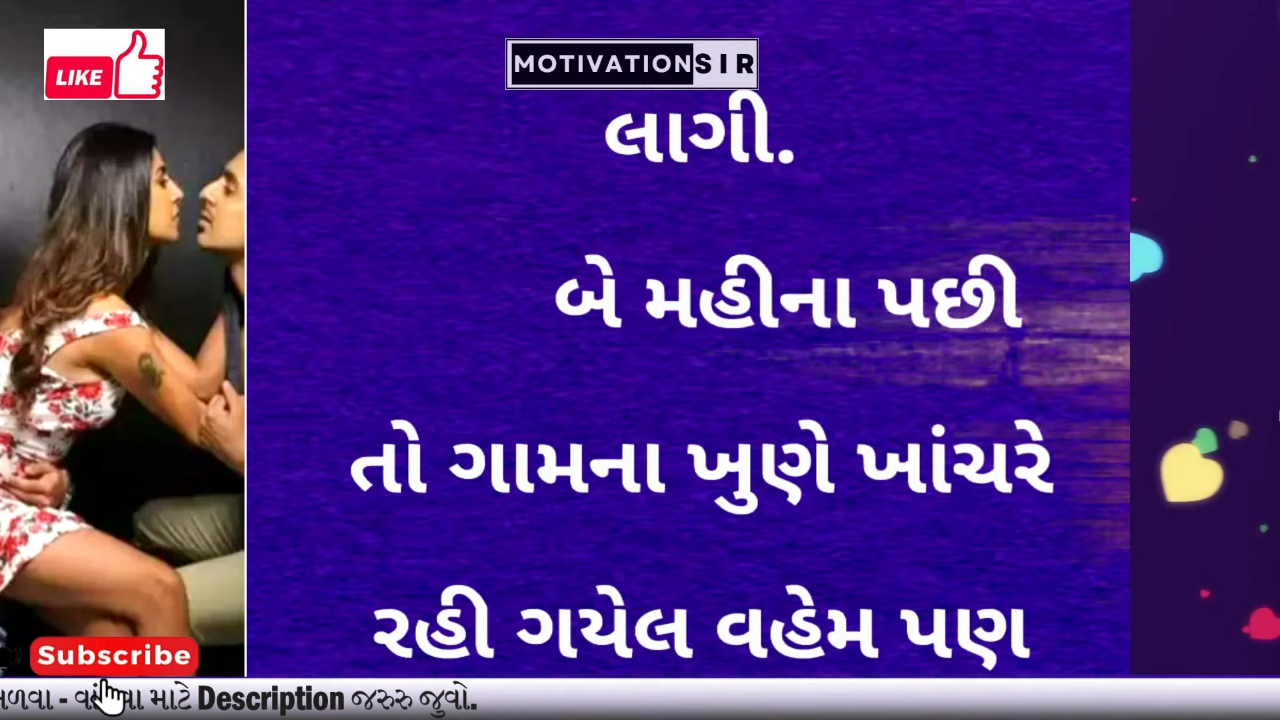 LIKE
MOTIVATIONSIR
લાગી.
બે મહીના પછી
તો ગામના ખુણે ખાંચરે
રહી ગયેલ વહેમ પણ
Subscribe
માટે Description જરુર જુવો.